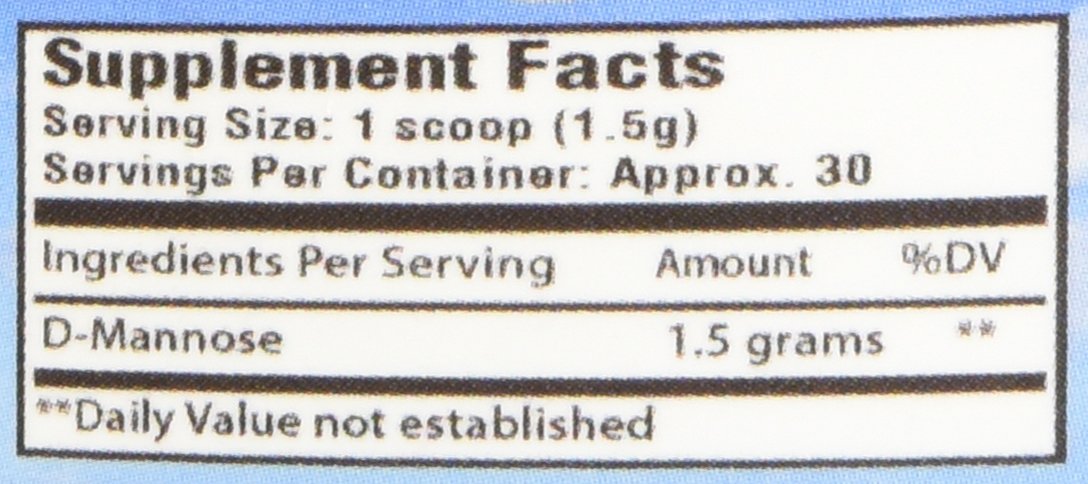 Supplement Facts
Serving Size: 1 scoop (1.5g)
Servings Per Container: Approx. 30
Ingredients Per Serving Amount %DV
D-Mannose 1.5 grams **
**Daily Value not established